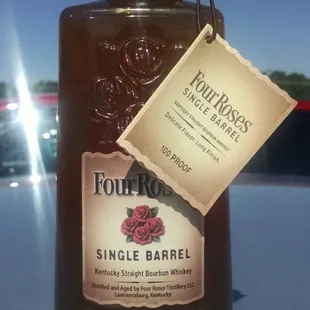 Four Roses
SINGLE BARREL
KENTUCKY STRAIGHT BOURBON WHISKEY
Delicate Flavor. Long Finish.
100 PROOF
Four Ros
SINGLE BARREL
Kentucky Straight Bourbon Whiskey
Distilled and Aged by Four Roses Distillery LLC
Lawrenceburg, Kentucky